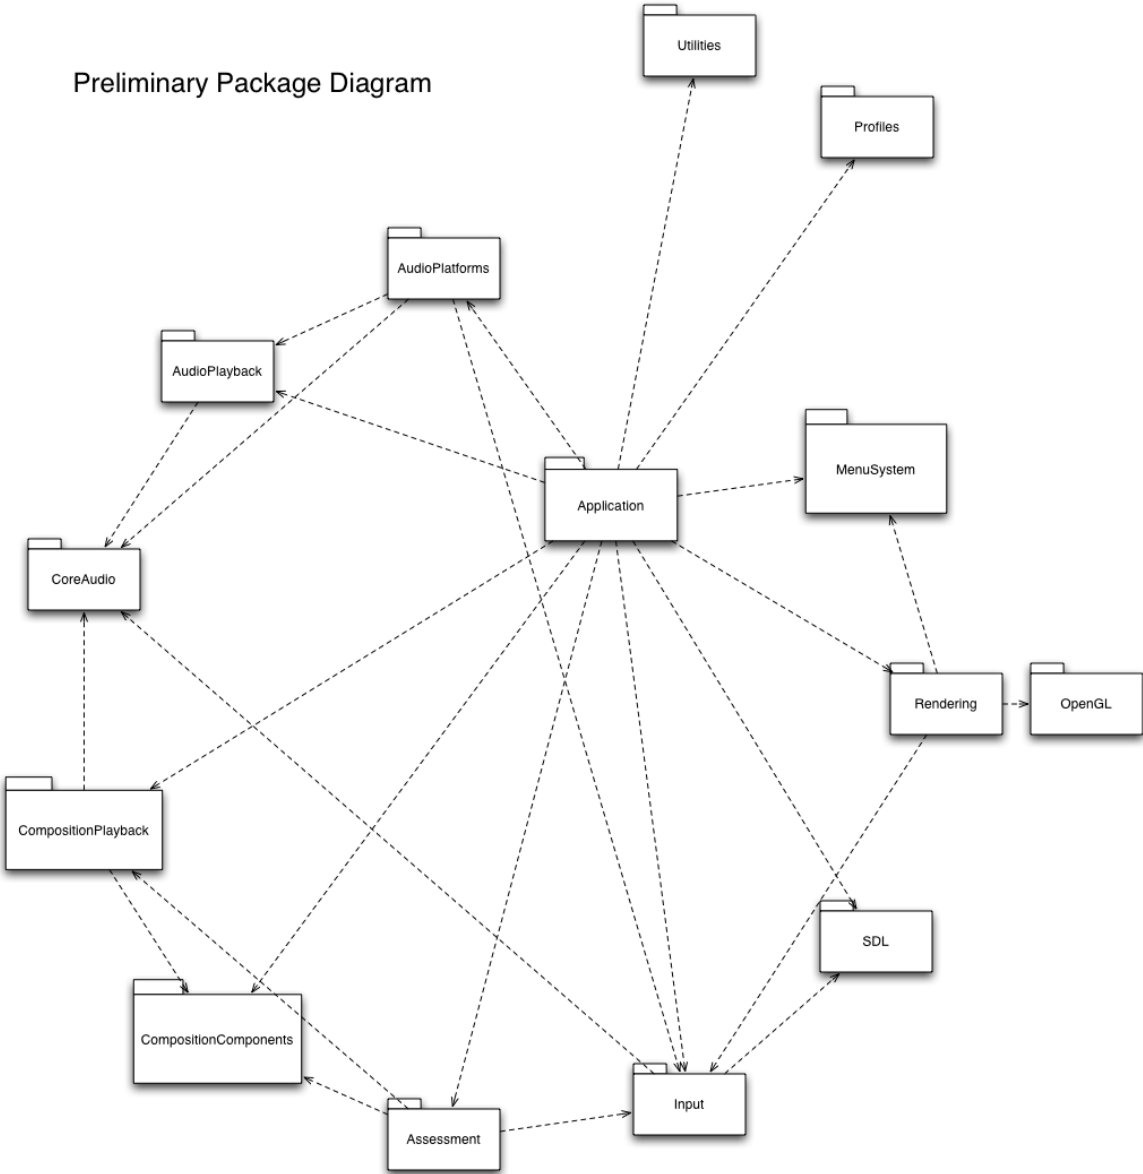 Utilities
Preliminary Package Diagram
Profiles
AudioPlatforms
AudioPlayback
MenuSystem
Application
CoreAudio
Rendering
OpenGL
CompositionPlayback
SDL
CompositionComponents
Input
Assessment